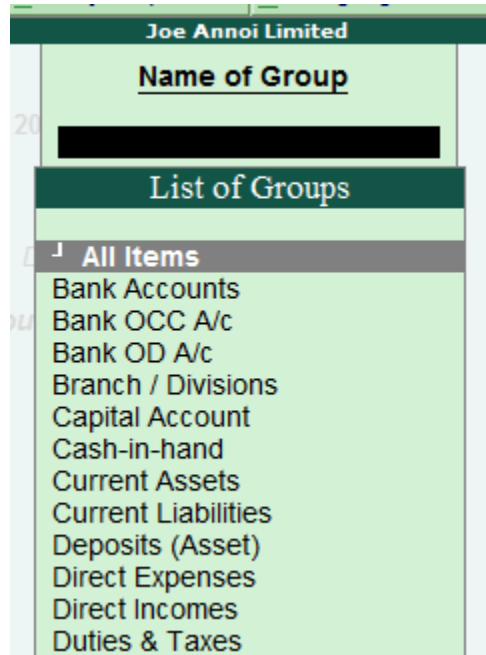 Joe Annoi Limited
Name of Group
20
List of Groups
All Items
Bank Accounts
Bank OCC A/c
Bank OD A/c
Branch / Divisions
Capital Account
Cash-in-hand
Current Assets
Current Liabilities
Deposits (Asset)
Direct Expenses
Direct Incomes
Duties & Taxes